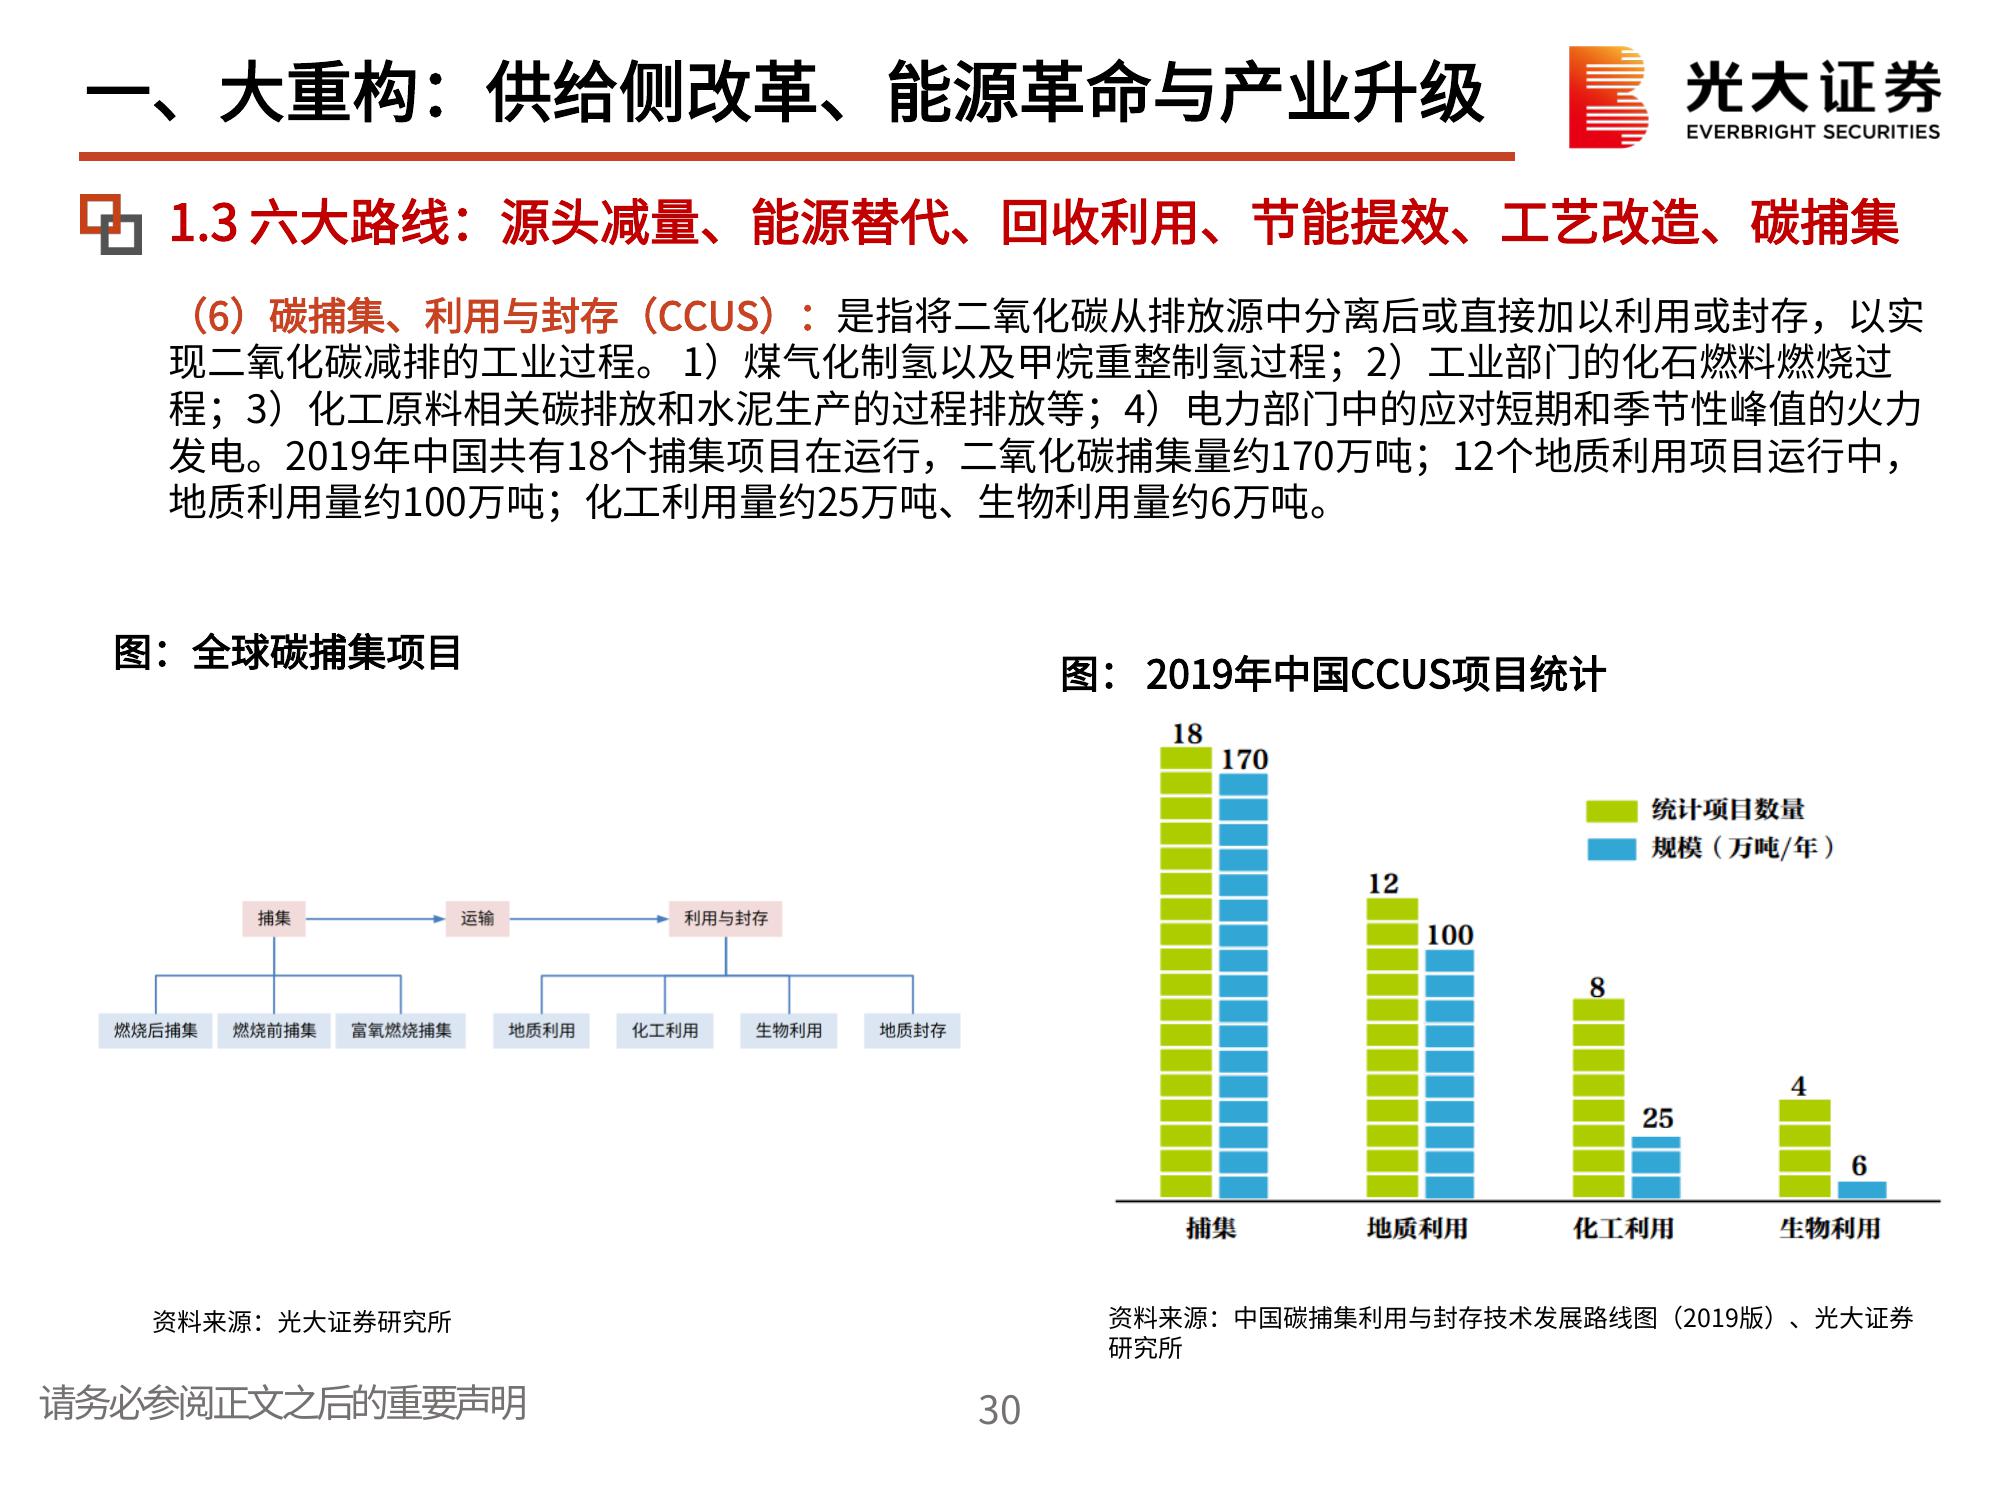 一、大重构：供给侧改革、能源革命与产业升级
光大证券
EVERBRIGHT SECURITIES
1.3 六大路线：源头减量、能源替代、回收利用、节能提效、工艺改造、碳捕集
（6）碳捕集、利用与封存（CCUS）：是指将二氧化碳从排放源中分离后或直接加以利用或封存，以实
现二氧化碳减排的工业过程。 1）煤气化制氢以及甲烷重整制氢过程；2）工业部门的化石燃料燃烧过
程；3）化工原料相关碳排放和水泥生产的过程排放等；4）电力部门中的应对短期和季节性峰值的火力
发电。2019年中国共有18个捕集项目在运行，二氧化碳捕集量约170万吨；12个地质利用项目运行中，
地质利用量约100万吨；化工利用量约25万吨、生物利用量约6万吨。
图：全球碳捕集项目
捕集
运输
利用与封存
燃烧后捕集
燃烧前捕集
富氧燃烧捕集
地质利用
化工利用
生物利用
地质封存
资料来源：光大证券研究所
图： 2019年中国CCUS项目统计
18
170
12
100
8
25
4
6
统计项目数量
规模（万吨/年）
捕集
地质利用
化工利用
生物利用
资料来源：中国碳捕集利用与封存技术发展路线图（2019版）、光大证券
研究所
请务必参阅正文之后的重要声明
30